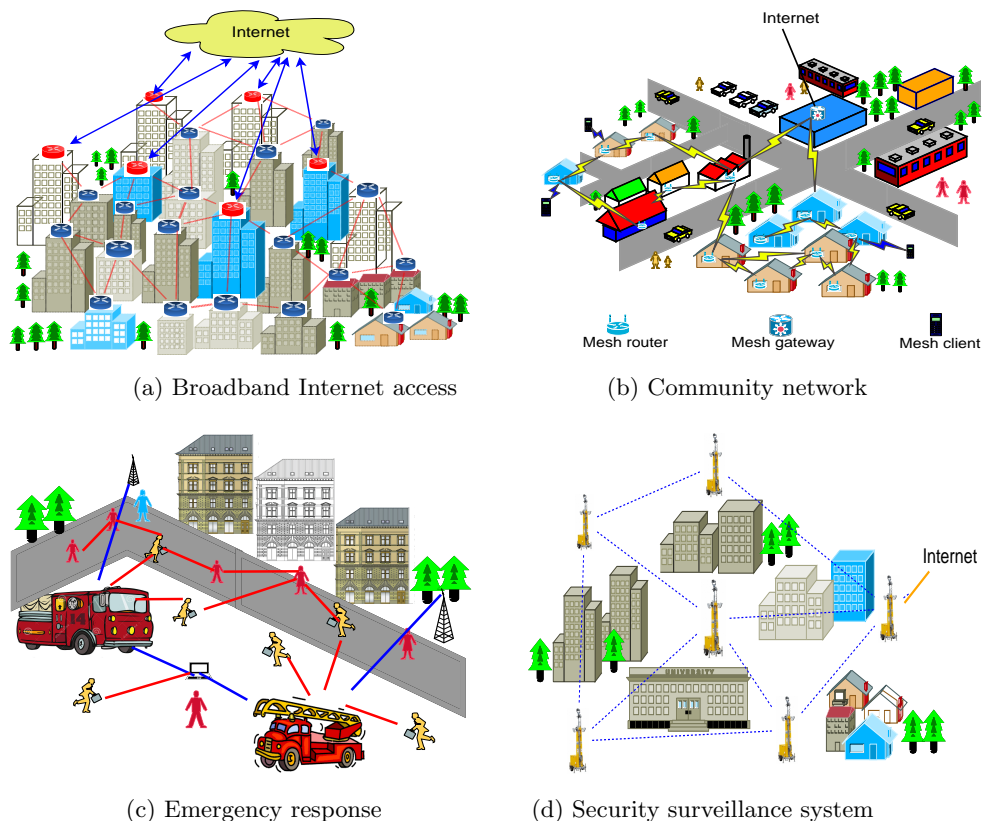 Internet
(a) Broadband Internet access
Internet
Mesh router
Mesh gateway
Mesh client
(b) Community network
(c) Emergency response
Internet
UNIVERSITY
(d) Security surveillance system